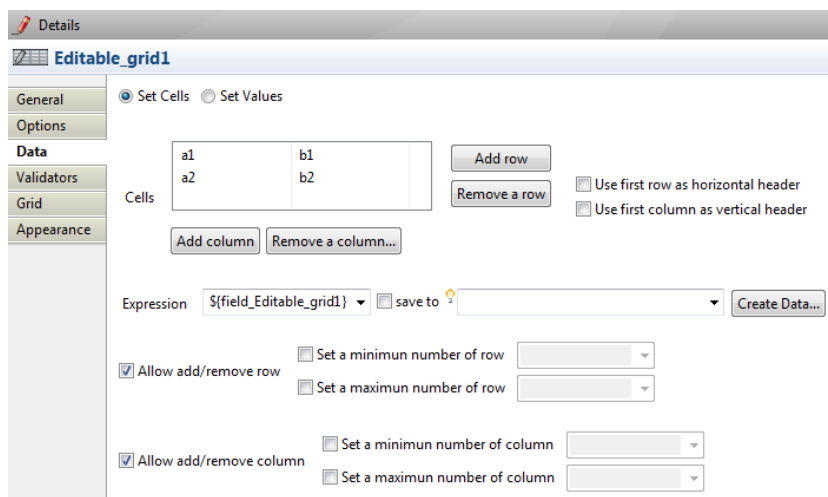 Details
Editable_grid1
General
Options
Data
Validators
Grid
Appearance
Set Cells Set Values
Cells
a1 b1
a2 b2
Add row
Remove a row
Use first row as horizontal header
Use first column as vertical header
Add column Remove a column...
Expression ${field_Editable_grid1} save to Create Data...
Allow add/remove row
Set a minimun number of row
Set a maximun number of row
Allow add/remove column
Set a minimun number of column
Set a maximun number of column